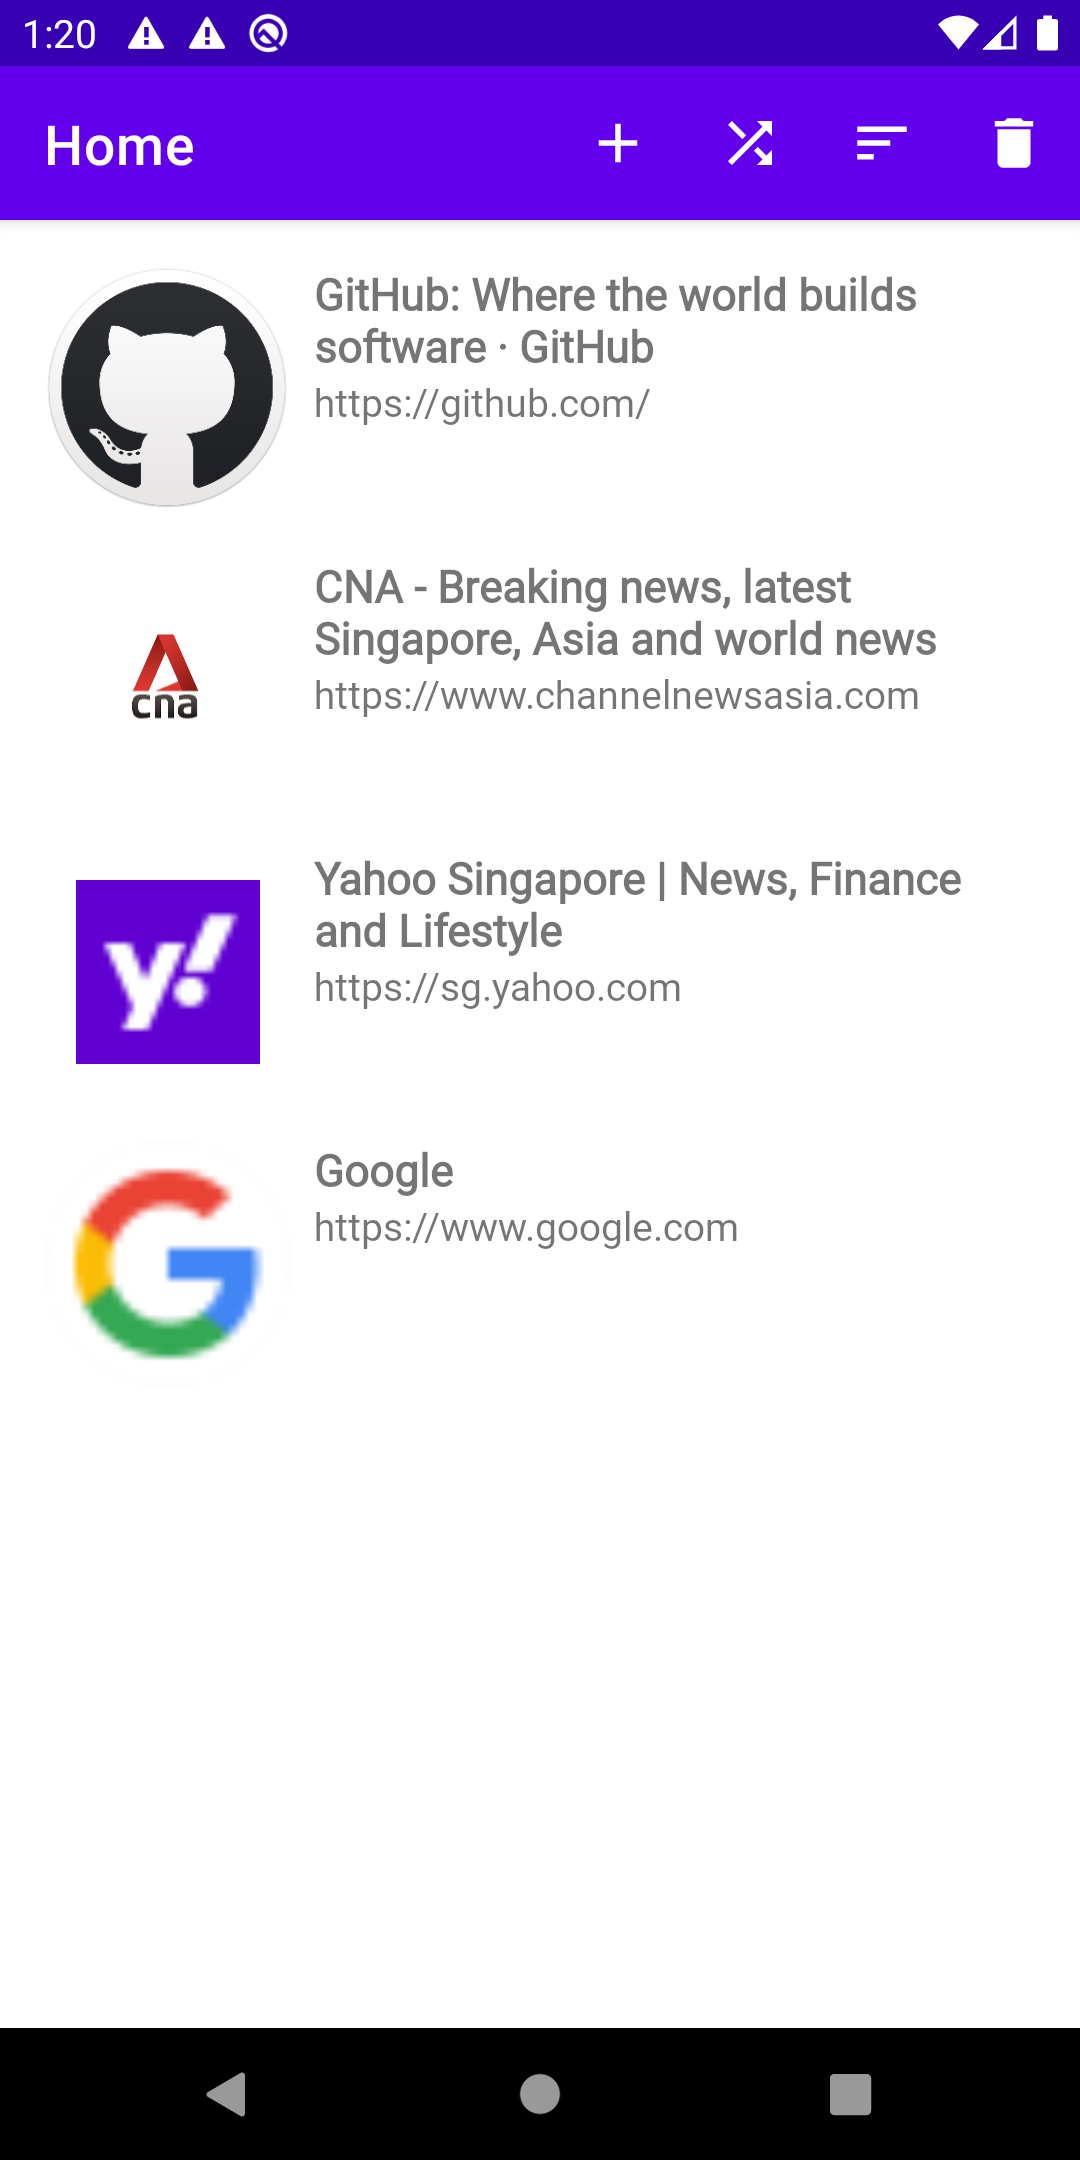 1:20
Home
GitHub: Where the world builds
software · GitHub
https://github.com/
CNA - Breaking news, latest
Singapore, Asia and world news
https://www.channelnewsasia.com
cna
Yahoo Singapore | News, Finance
and Lifestyle
https://sg.yahoo.com
y!
Google
https://www.google.com
G